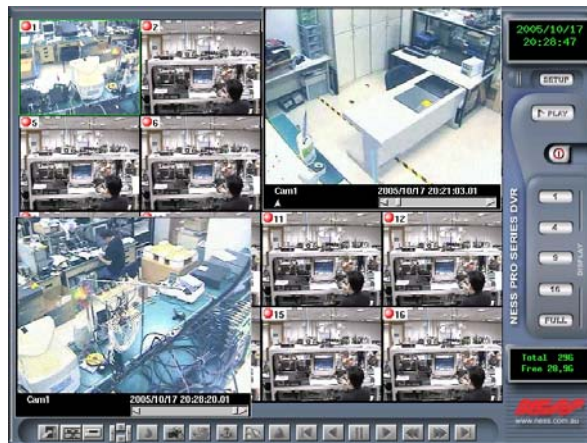 1
2
5
6
Cam1
2005/10/17 20:21:03.01
11
12
15
16
Cam1
2005/10/17 20:28:20.01
2005/10/17
20:28:47
SETUP
PLAY
1
4
9
16
FULL
DISPLAY
NESS PRO SERIES DVR
Total 29G
Free 28,9G
NESS
www.ness.com.au